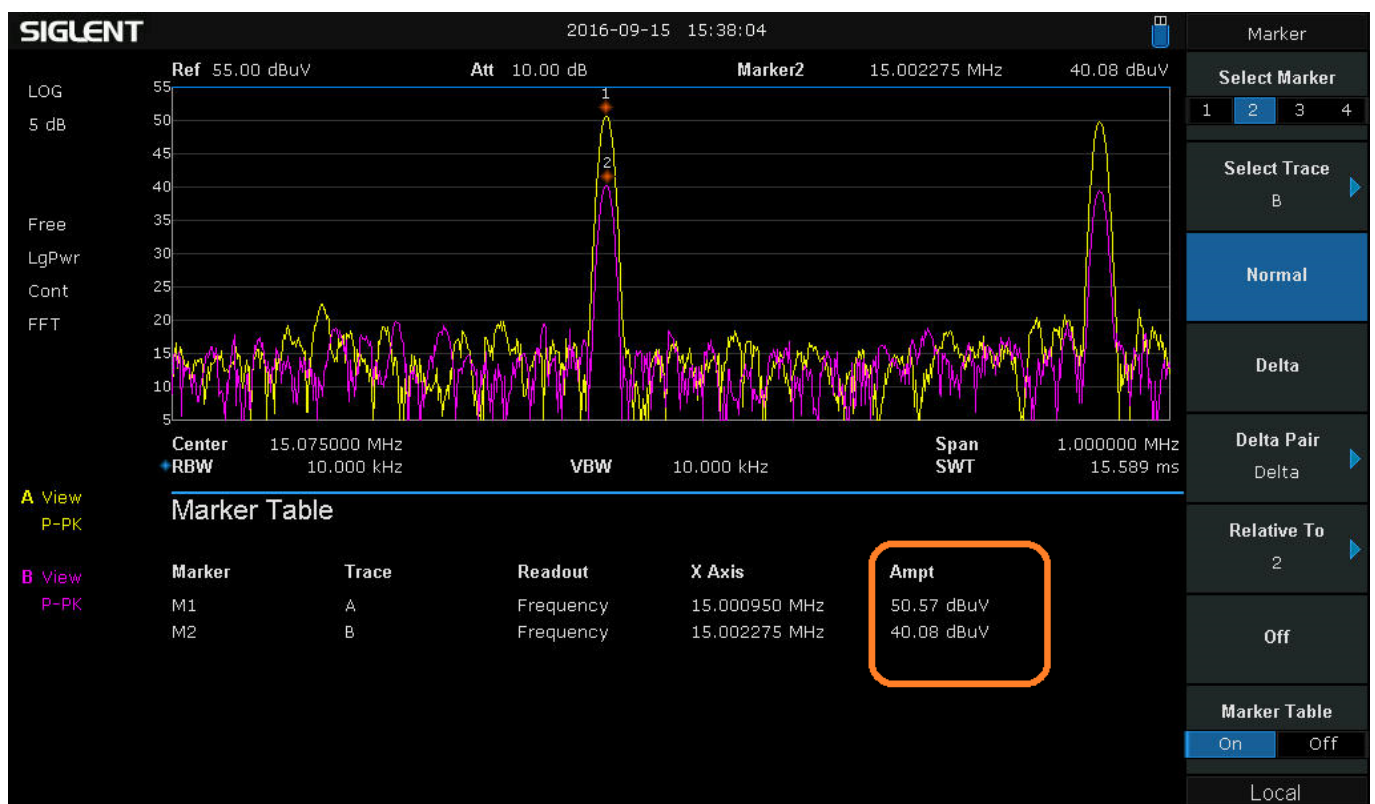 SIGLENT 2016-09-15 15:38:04 Marker
Ref 55.00 dBuV Att 10.00 dB Marker2 15.002275 MHz 40.08 dBuV
LOG
5 dB
Free
LgPwr
Cont
FFT
55
50
45
40
35
30
25
20
15
10
5
1
2
Center 15.075000 MHz Span 1.000000 MHz
RBW 10.000 kHz VBW 10.000 kHz SWT 15.589 ms
A View
P-PK
B View
P-PK
Marker Table
Marker Trace Readout X Axis Ampt
M1 A Frequency 15.000950 MHz 50.57 dBuV
M2 B Frequency 15.002275 MHz 40.08 dBuV
Select Marker
1 2 3 4
Select Trace
B
Normal
Delta
Delta Pair
Delta
Relative To
2
Off
Marker Table
On Off
Local